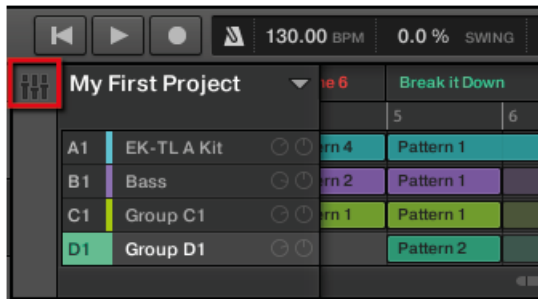 130.00 BPM 0.0 % SWING
My First Project ne 6 Break it Down
5 6
A1 EK-TL A Kit rn 4 Pattern 1
B1 Bass rn 2 Pattern 1
C1 Group C1 rn 1 Pattern 1
D1 Group D1 Pattern 2